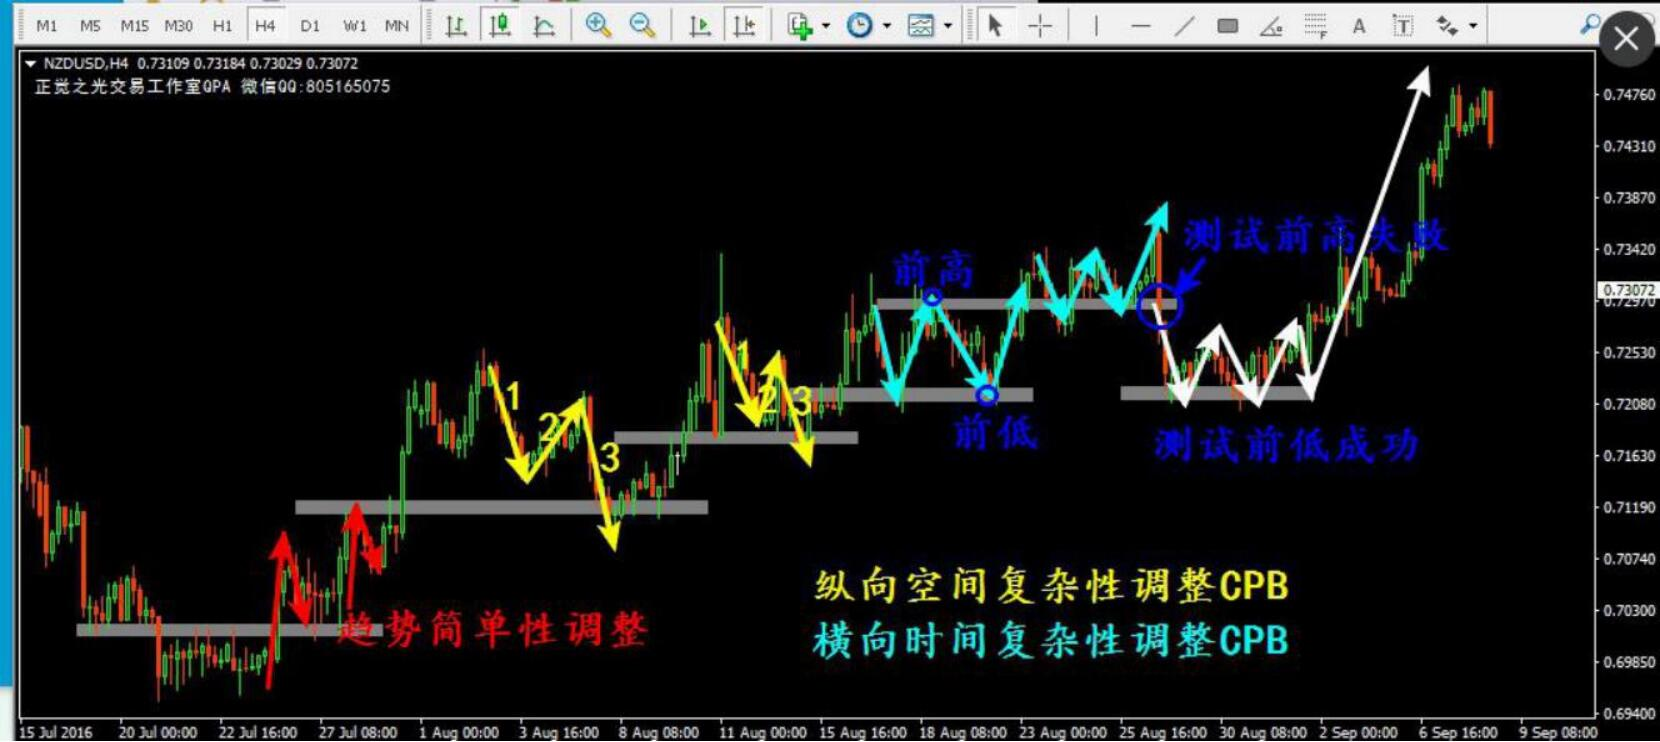 M1 M5 M15 M30 H1 H4 D1 W1 MN
NZDUSD,H4 0.73109 0.73184 0.73029 0.73072
正觉之光交易工作室QPA 微信QQ:805165075
0.74760
0.74310
0.73870
测试前高失败
0.73420
前高
0.73072
0.72970
1
0.72530
1
2
3
0.72080
2
3
前低
测试前低成功
0.71630
0.71190
0.70740
纵向空间复杂性调整CPB
0.70300
趋势简单性调整
横向时间复杂性调整CPB
0.69850
0.69400
15 Jul 2016 20 Jul 00:00 22 Jul 16:00 27 Jul 08:00 1 Aug 00:00 3 Aug 16:00 8 Aug 08:00 11 Aug 00:00 15 Aug 16:00 18 Aug 08:00 23 Aug 00:00 25 Aug 16:00 30 Aug 08:00 2 Sep 00:00 6 Sep 16:00 9 Sep 08:00